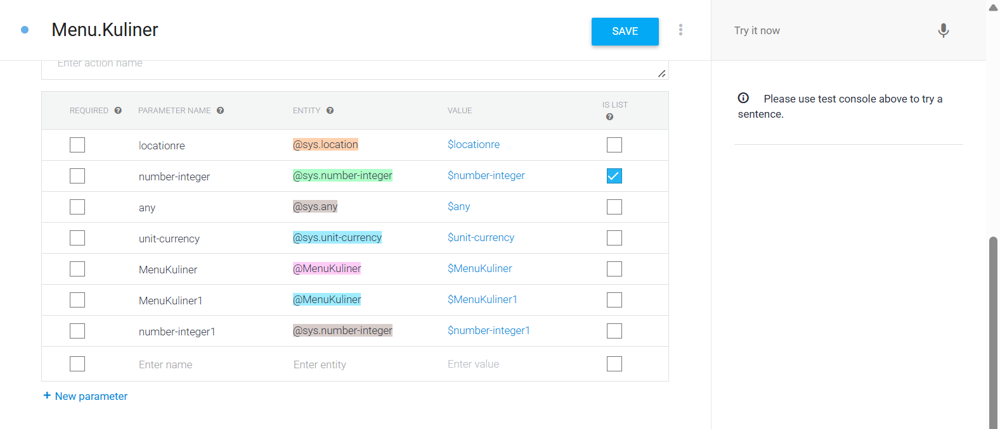 Menu.Kuliner
SAVE
Try it now
Enter action name
REQUIRED PARAMETER NAME ENTITY VALUE IS LIST
locationre @sys.location $locationre
number-integer @sys.number-integer $number-integer
any @sys.any $any
unit-currency @sys.unit-currency $unit-currency
MenuKuliner @MenuKuliner $MenuKuliner
MenuKuliner1 @MenuKuliner $MenuKuliner1
number-integer1 @sys.number-integer $number-integer1
Enter name Enter entity Enter value
+ New parameter
Please use test console above to try a
sentence.